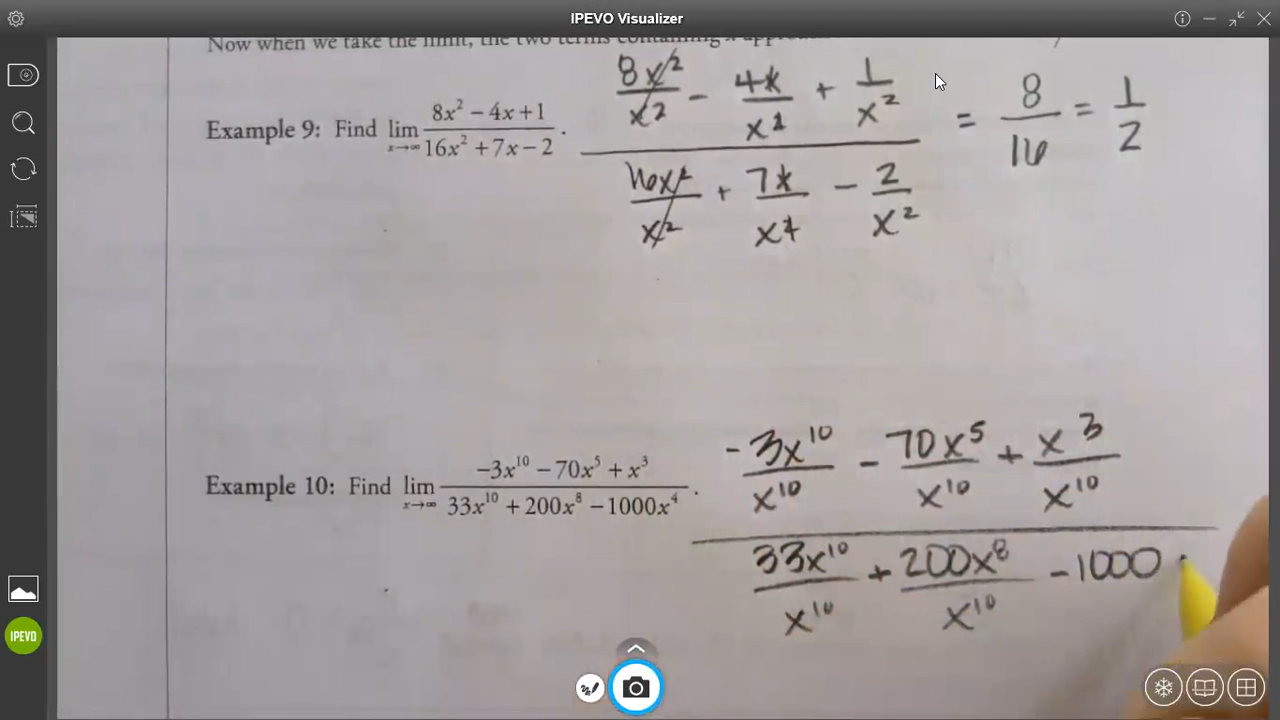 IPEVO Visualizer
Now when we take the limit, the two terms containing x
8x²/x² - 4x/x² + 1/x²
Example 9: Find lim x→∞ (8x² − 4x + 1)/(16x² + 7x − 2).
= 8/16 = 1/2
16x²/x² + 7x/x² - 2/x²
-3x¹⁰/x¹⁰ - 70x⁵/x¹⁰ + x³/x¹⁰
Example 10: Find lim x→∞ (−3x¹⁰ − 70x⁵ + x³)/(33x¹⁰ + 200x⁸ − 1000x⁴).
33x¹⁰/x¹⁰ + 200x⁸/x¹⁰ - 1000
IPEVO